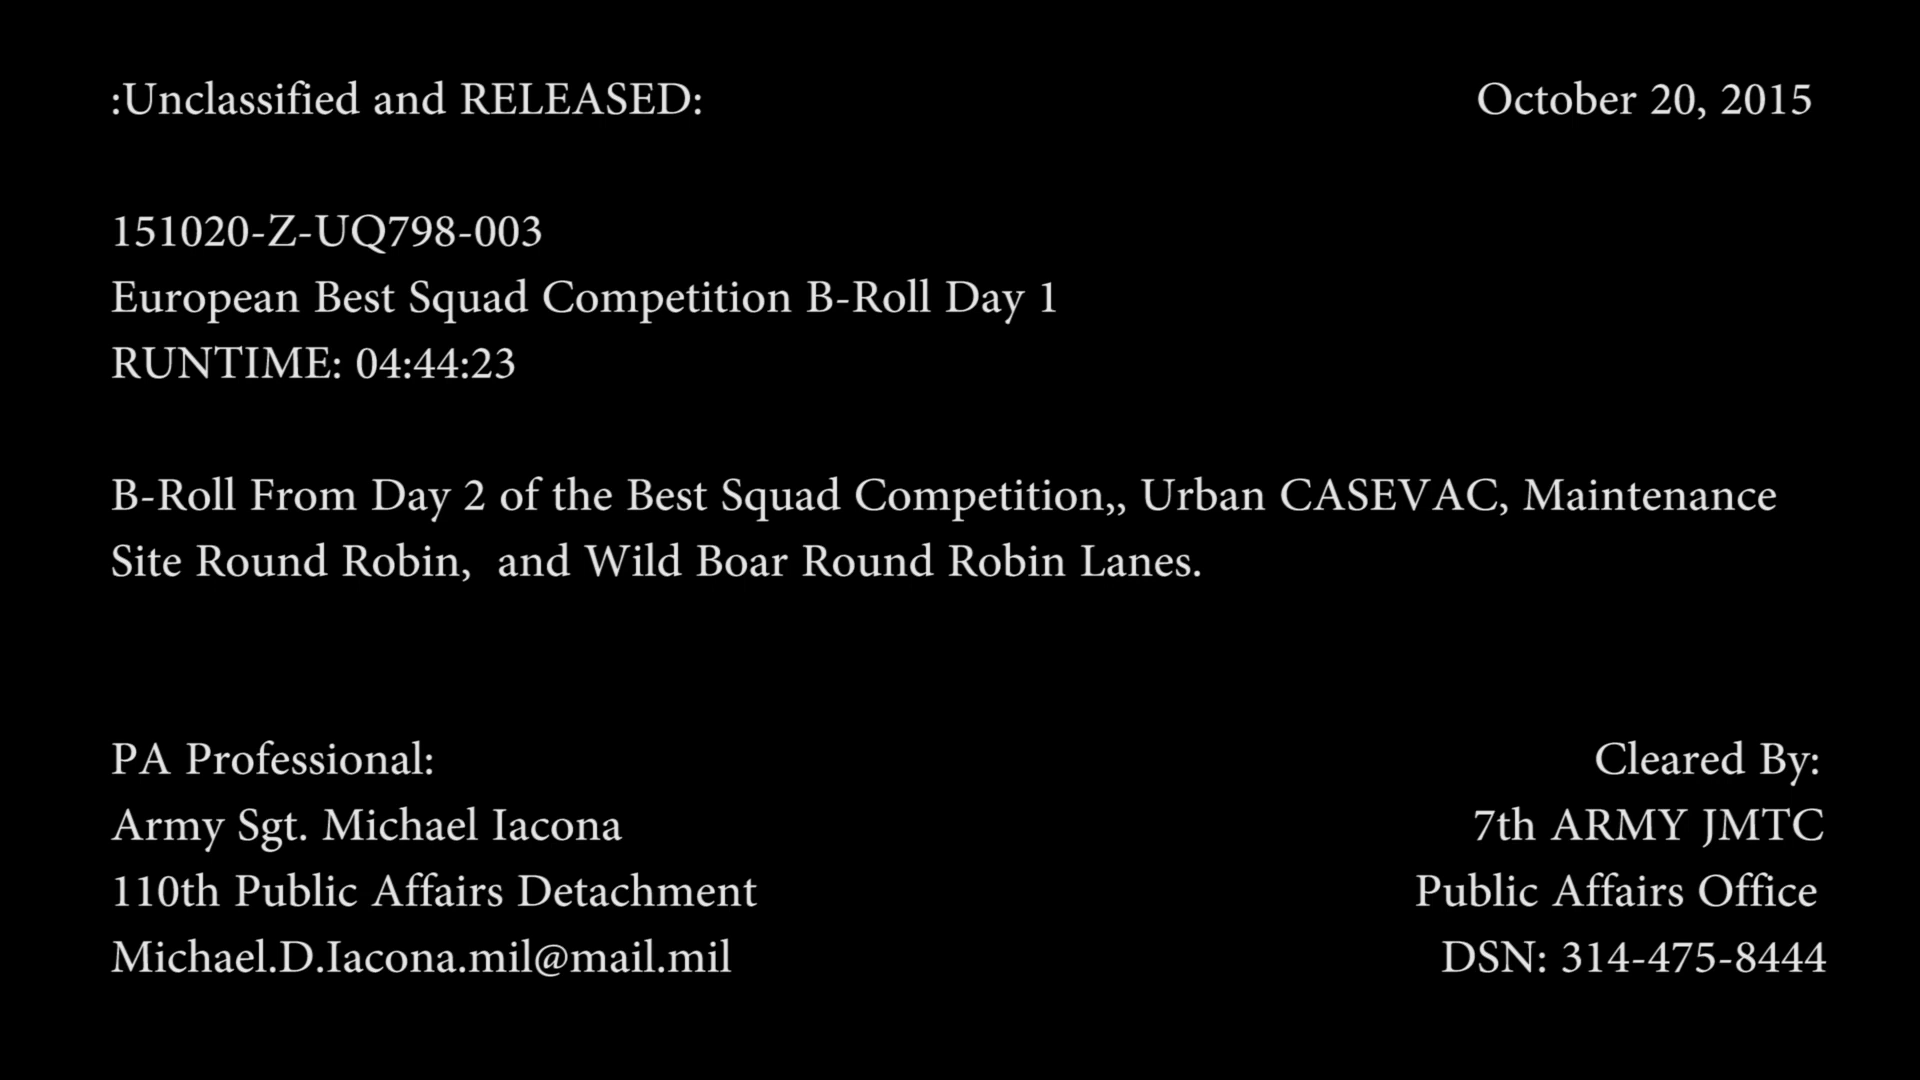 :Unclassified and RELEASED:
October 20, 2015
151020-Z-UQ798-003
European Best Squad Competition B-Roll Day 1
RUNTIME: 04:44:23
B-Roll From Day 2 of the Best Squad Competition,, Urban CASEVAC, Maintenance
Site Round Robin,  and Wild Boar Round Robin Lanes.
PA Professional:
Army Sgt. Michael Iacona
110th Public Affairs Detachment
Michael.D.Iacona.mil@mail.mil
Cleared By:
7th ARMY JMTC
Public Affairs Office
DSN: 314-475-8444